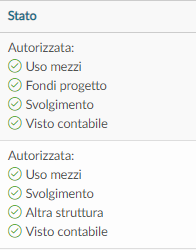 Stato
Autorizzata:
Uso mezzi
Fondi progetto
Svolgimento
Visto contabile
Autorizzata:
Uso mezzi
Svolgimento
Altra struttura
Visto contabile